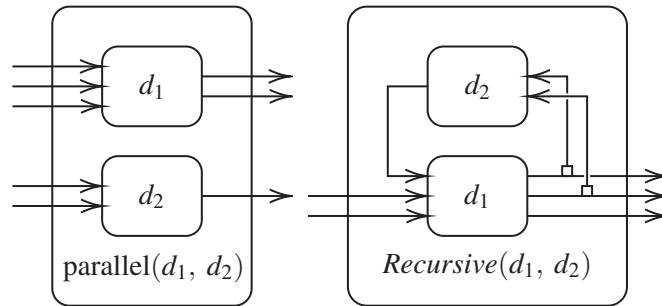 d₁
d₂
parallel(d₁, d₂)
d₂
d₁
Recursive(d₁, d₂)